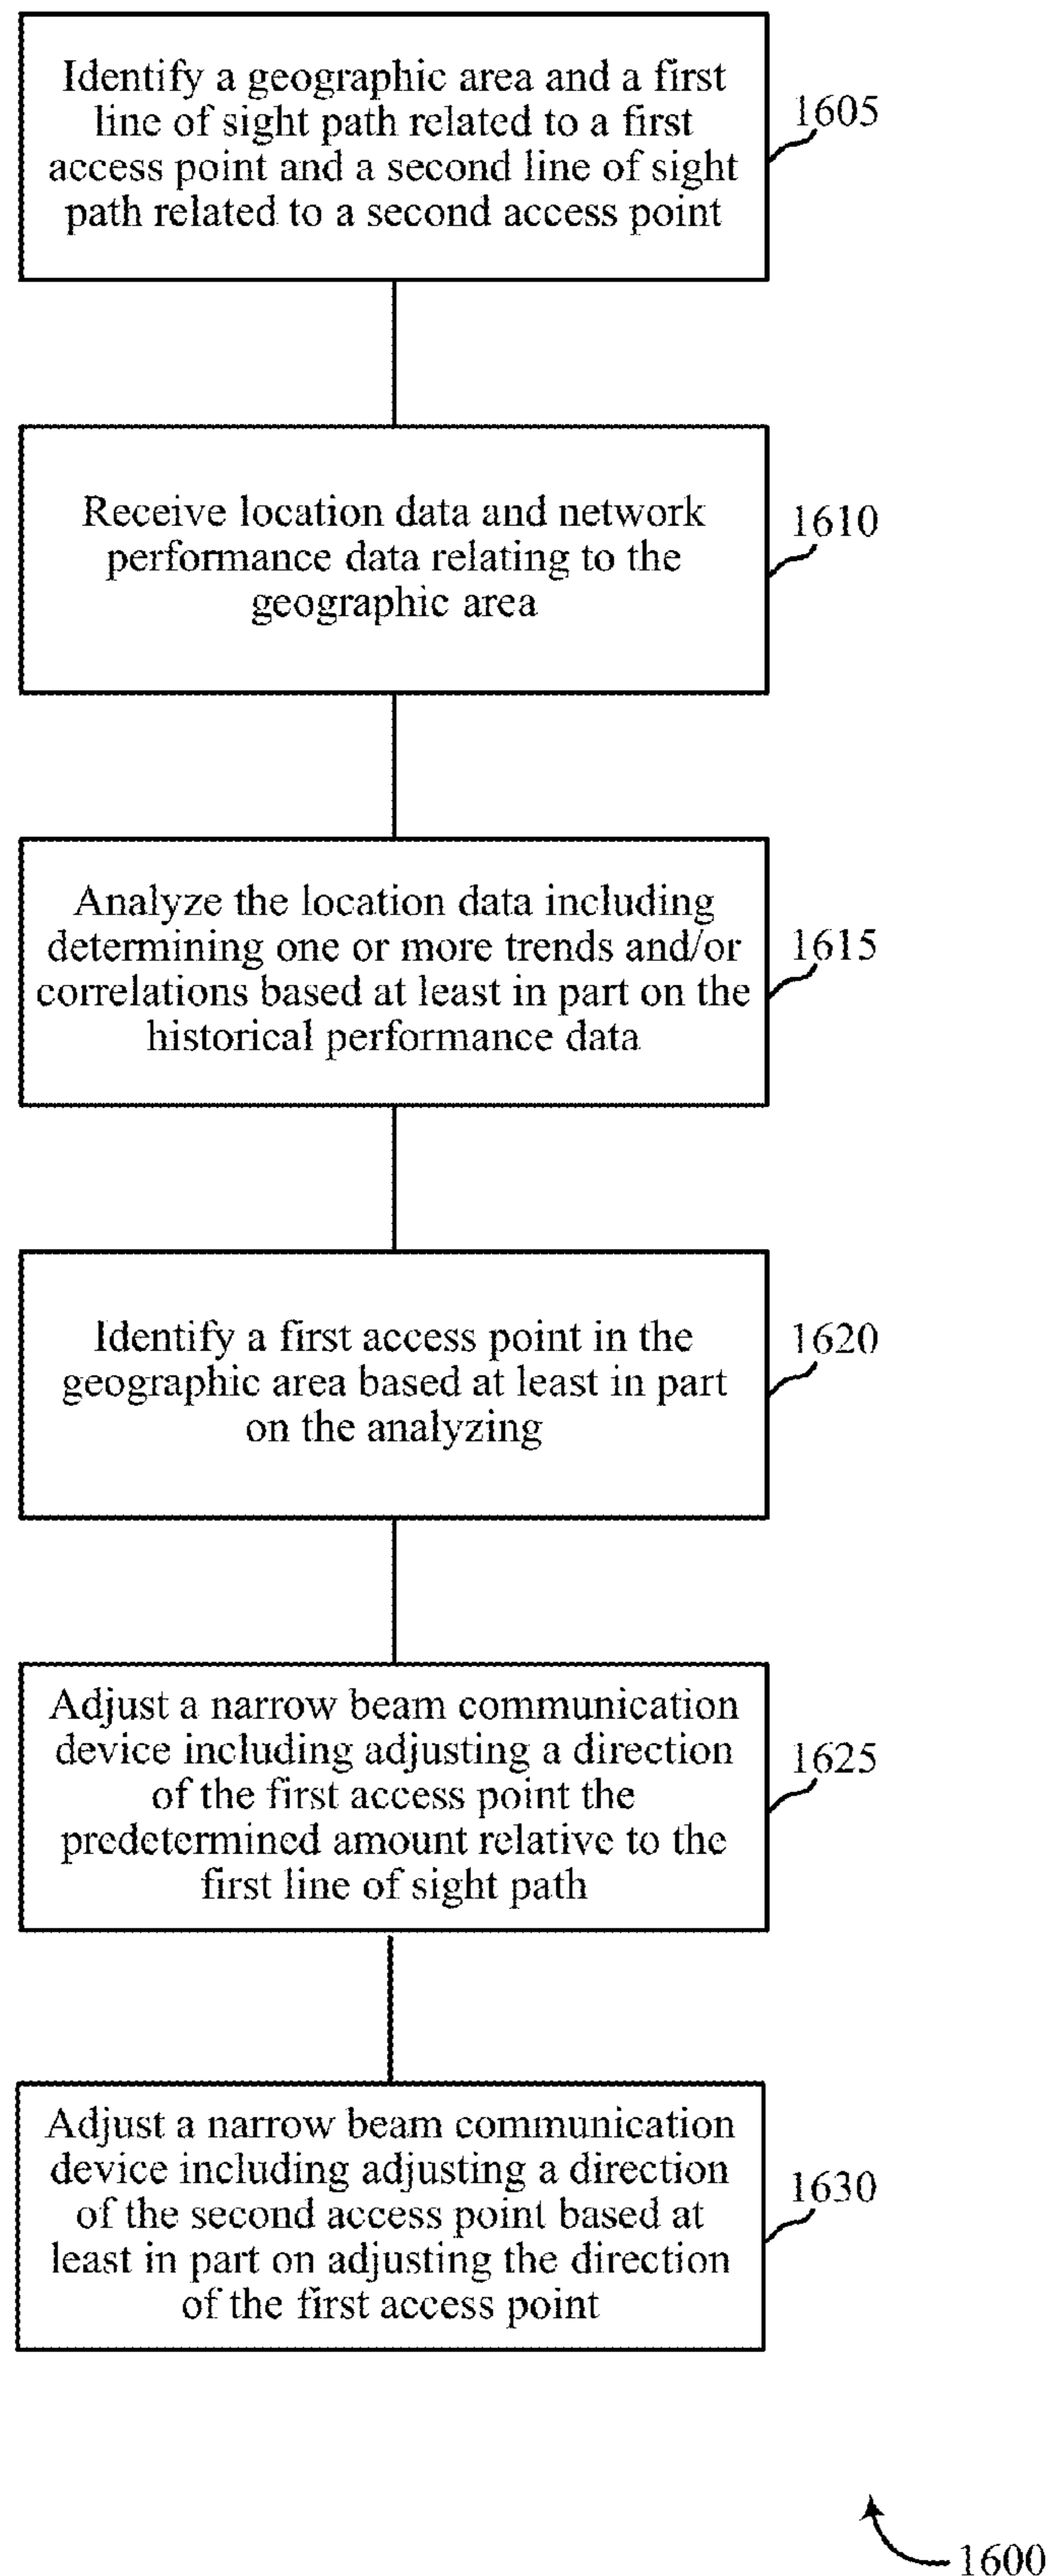 Identify a geographic area and a first
line of sight path related to a first
access point and a second line of sight
path related to a second access point
1605
Receive location data and network
performance data relating to the
geographic area
1610
Analyze the location data including
determining one or more trends and/or
correlations based at least in part on the
historical performance data
1615
Identify a first access point in the
geographic area based at least in part
on the analyzing
1620
Adjust a narrow beam communication
device including adjusting a direction
of the first access point the
predetermined amount relative to the
first line of sight path
1625
Adjust a narrow beam communication
device including adjusting a direction
of the second access point based at
least in part on adjusting the direction
of the first access point
1630
1600